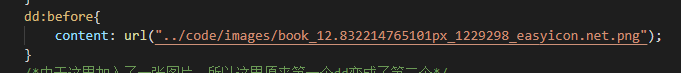 dd:before{
content: url("../code/images/book_12.832214765101px_1229298_easyicon.net.png");
}
/*由于这里加入了一张图片，所以这里原来第一个dd变成了第二个*/